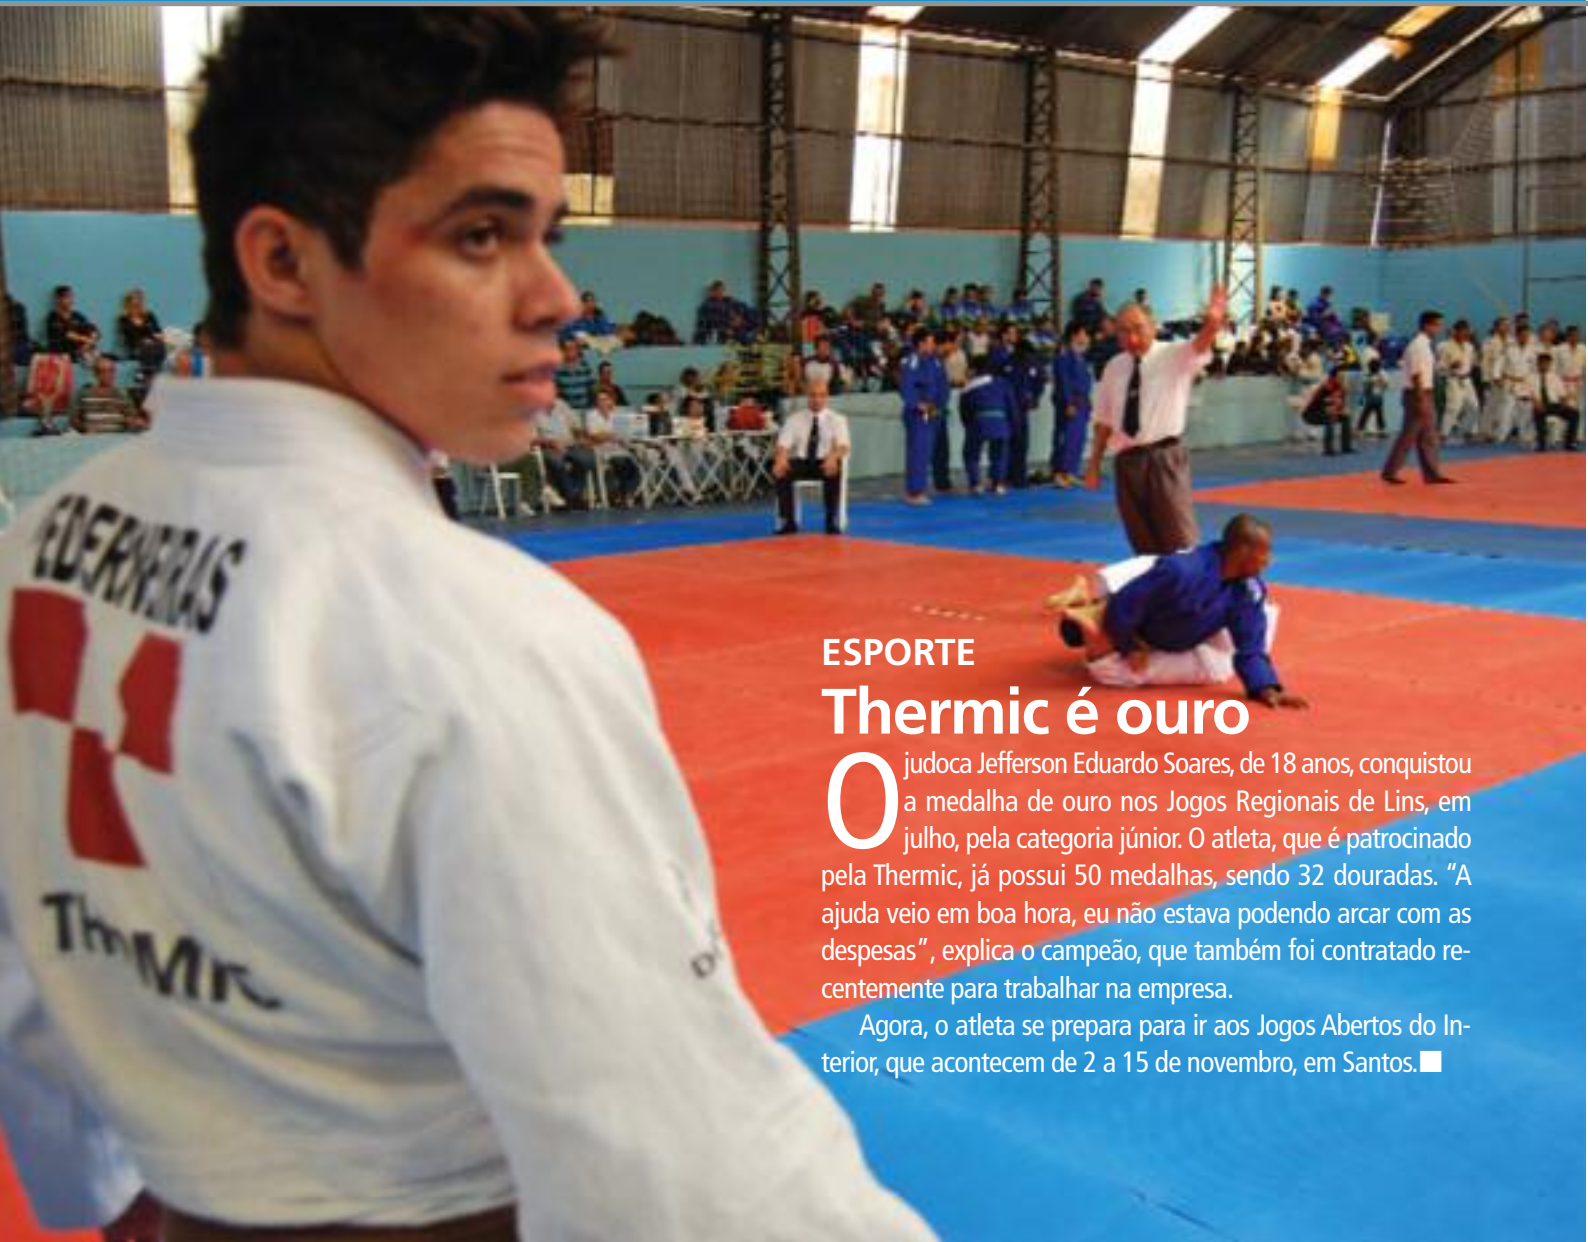 EDERNEIRAS
ESPORTE
Thermic é ouro
O judoca Jefferson Eduardo Soares, de 18 anos, conquistou
a medalha de ouro nos Jogos Regionais de Lins, em
julho, pela categoria júnior. O atleta, que é patrocinado
pela Thermic, já possui 50 medalhas, sendo 32 douradas. “A
ajuda veio em boa hora, eu não estava podendo arcar com as
despesas”, explica o campeão, que também foi contratado re-
centemente para trabalhar na empresa.
Agora, o atleta se prepara para ir aos Jogos Abertos do In-
terior, que acontecem de 2 a 15 de novembro, em Santos.